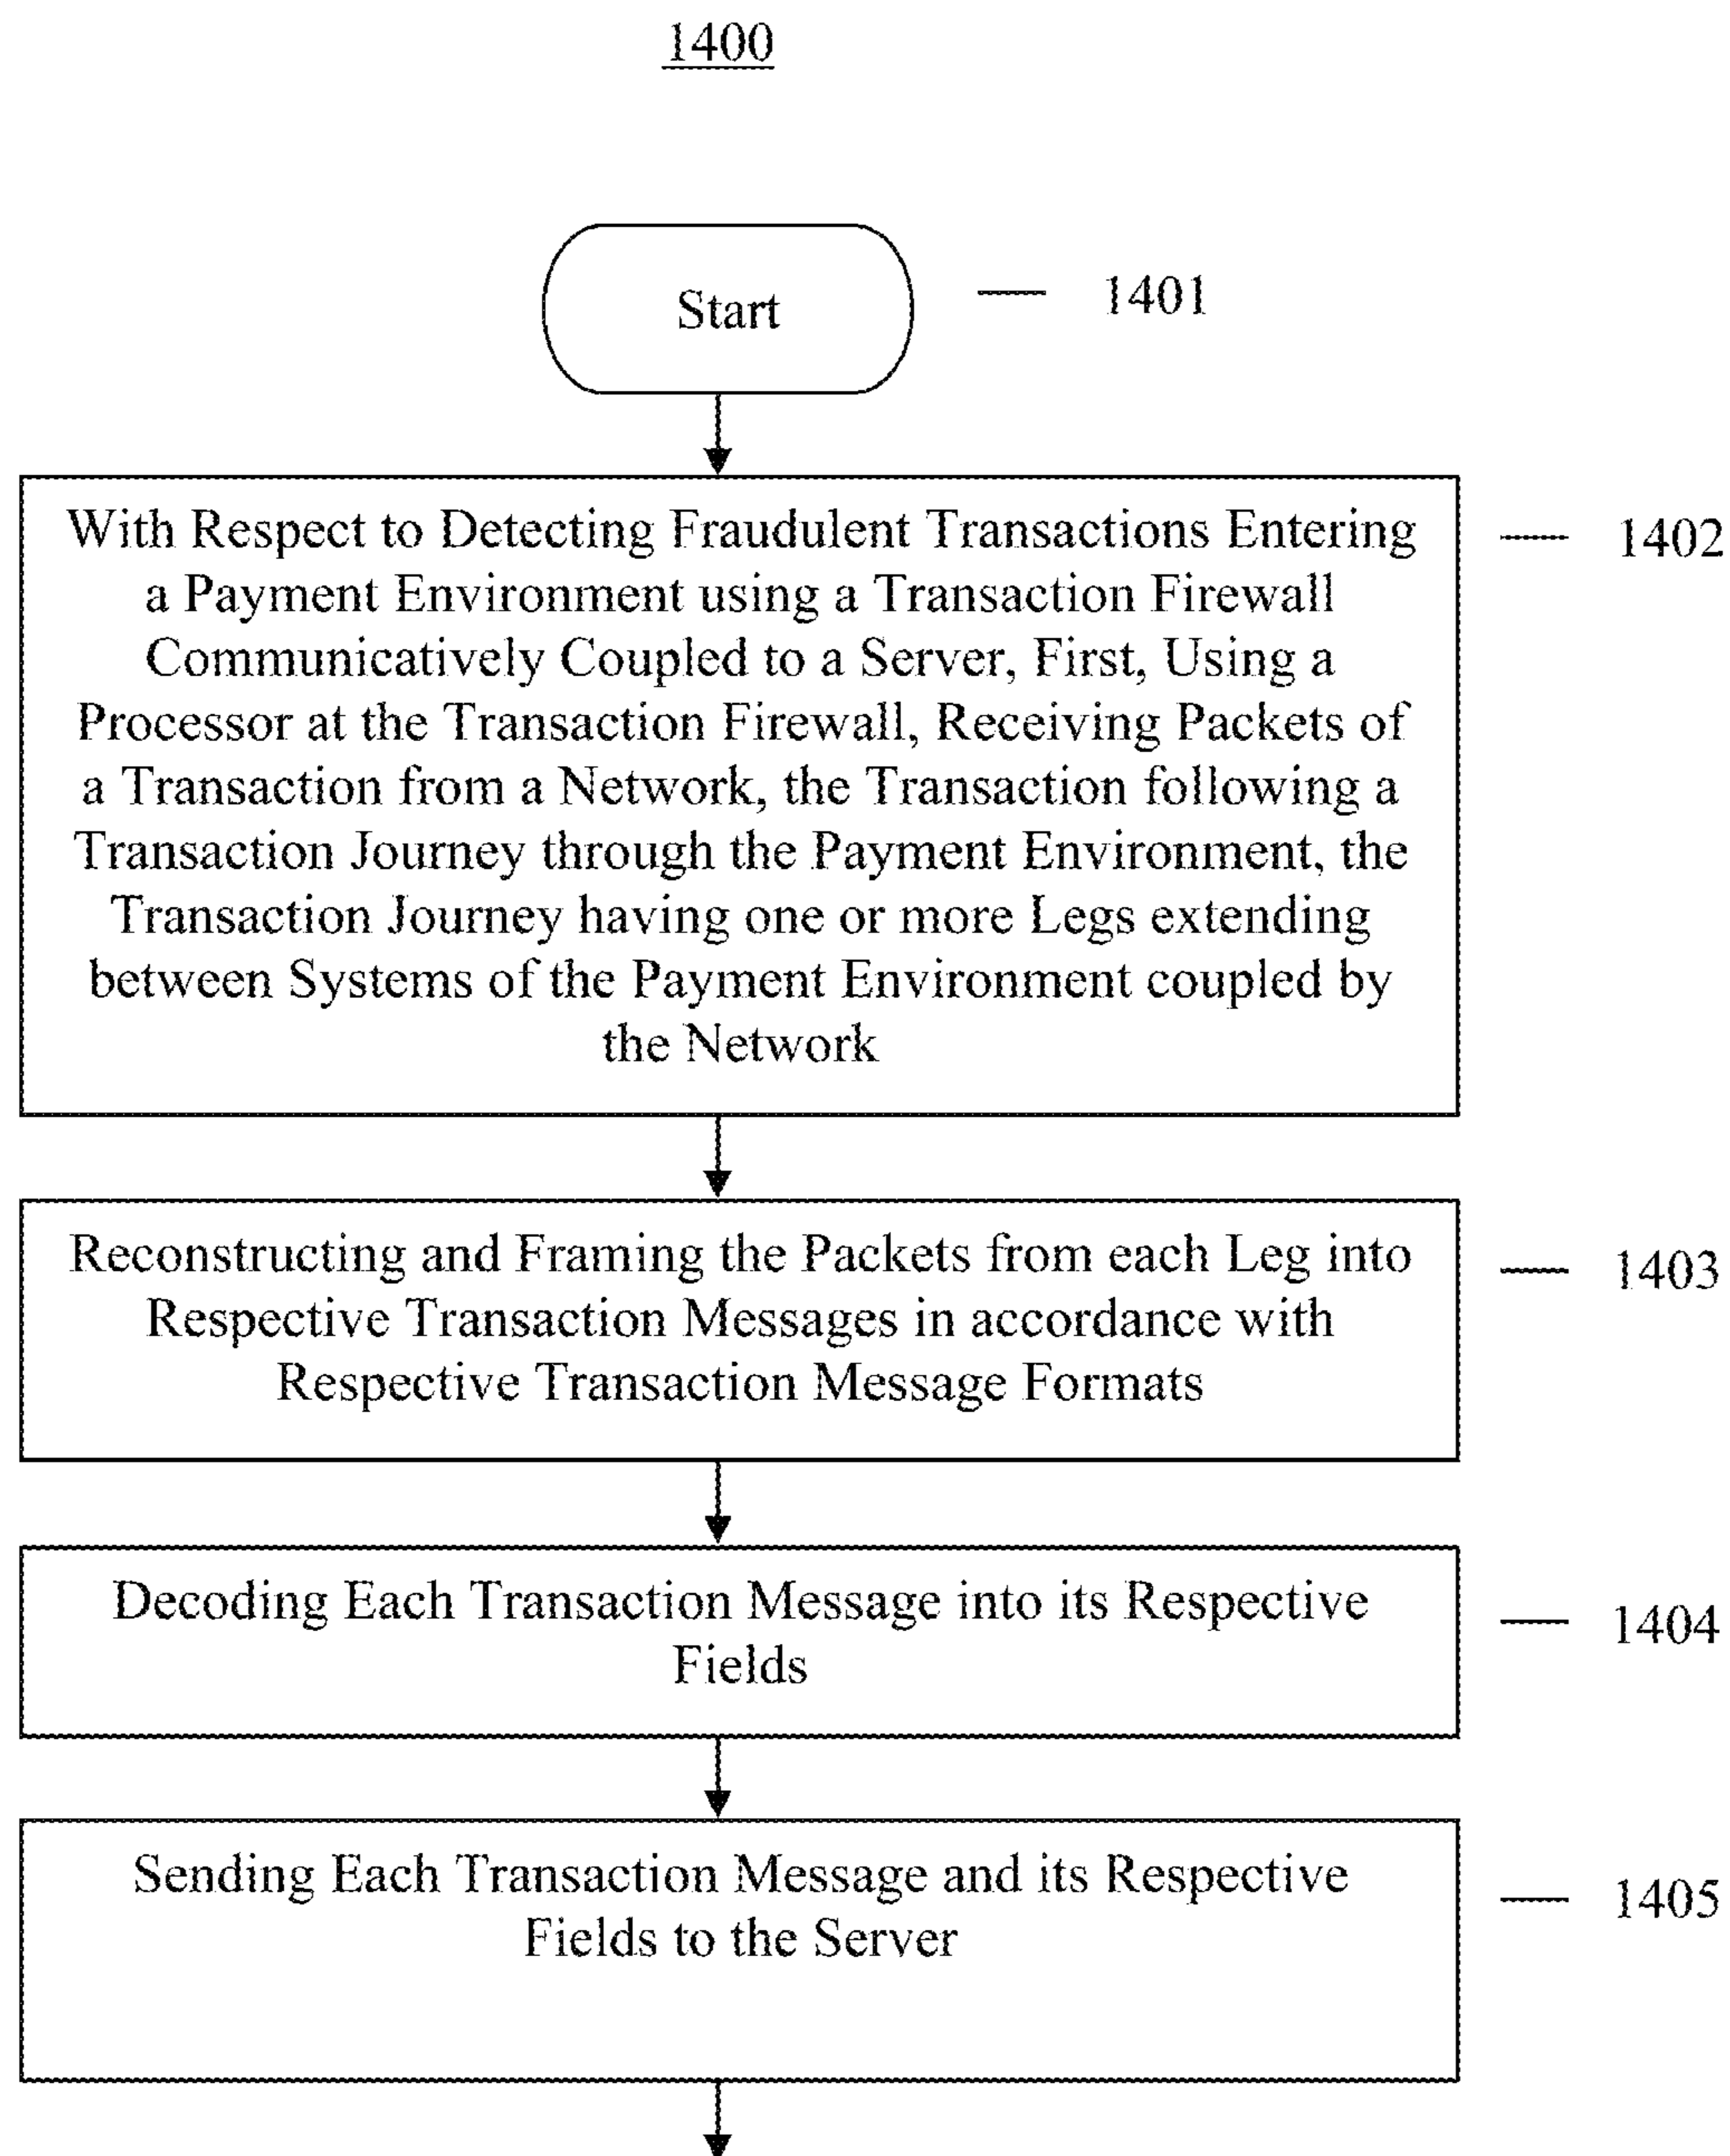 1400
Start
1401
With Respect to Detecting Fraudulent Transactions Entering
a Payment Environment using a Transaction Firewall
Communicatively Coupled to a Server, First, Using a
Processor at the Transaction Firewall, Receiving Packets of
a Transaction from a Network, the Transaction following a
Transaction Journey through the Payment Environment, the
Transaction Journey having one or more Legs extending
between Systems of the Payment Environment coupled by
the Network
1402
Reconstructing and Framing the Packets from each Leg into
Respective Transaction Messages in accordance with
Respective Transaction Message Formats
1403
Decoding Each Transaction Message into its Respective
Fields
1404
Sending Each Transaction Message and its Respective
Fields to the Server
1405